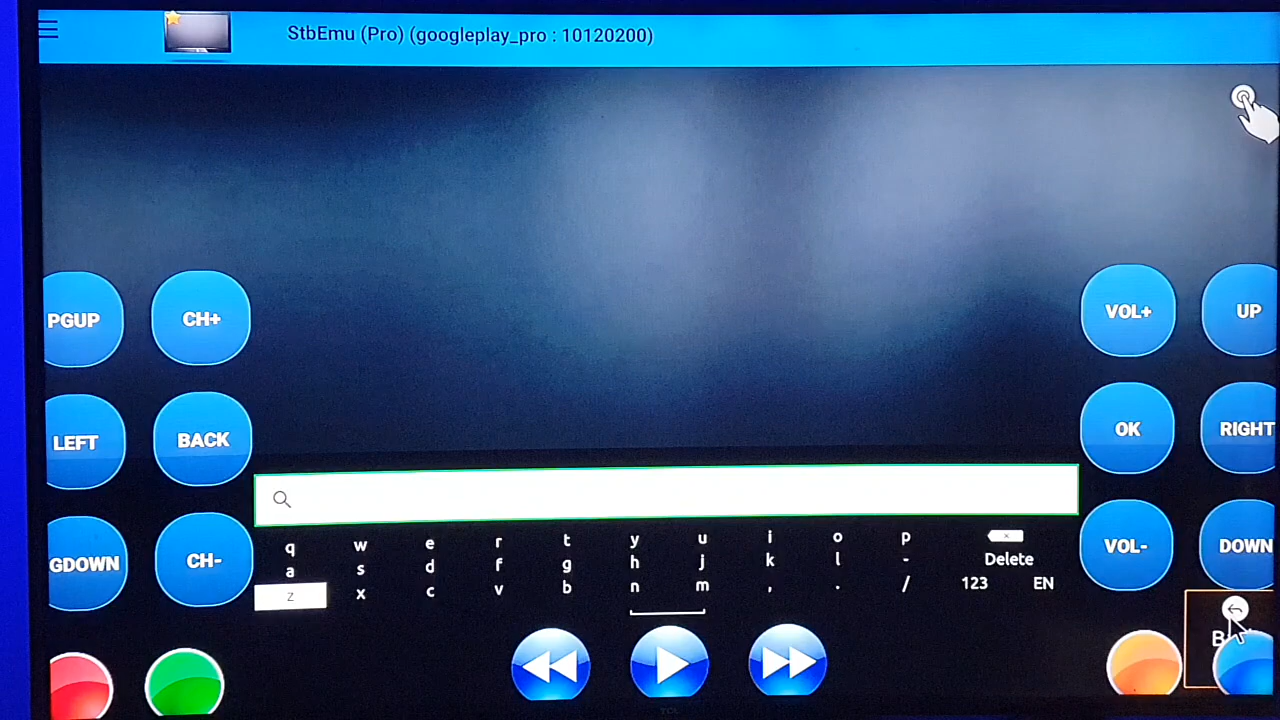 StbEmu (Pro) (googleplay_pro : 10120200)
PGUP
CH+
VOL+
UP
LEFT
BACK
OK
RIGHT
GDOWN
CH-
VOL-
DOWN
q w e r t y u i o p
Delete
a s d f g h j k l -
z x c v b n m , . /
123 EN
TCL